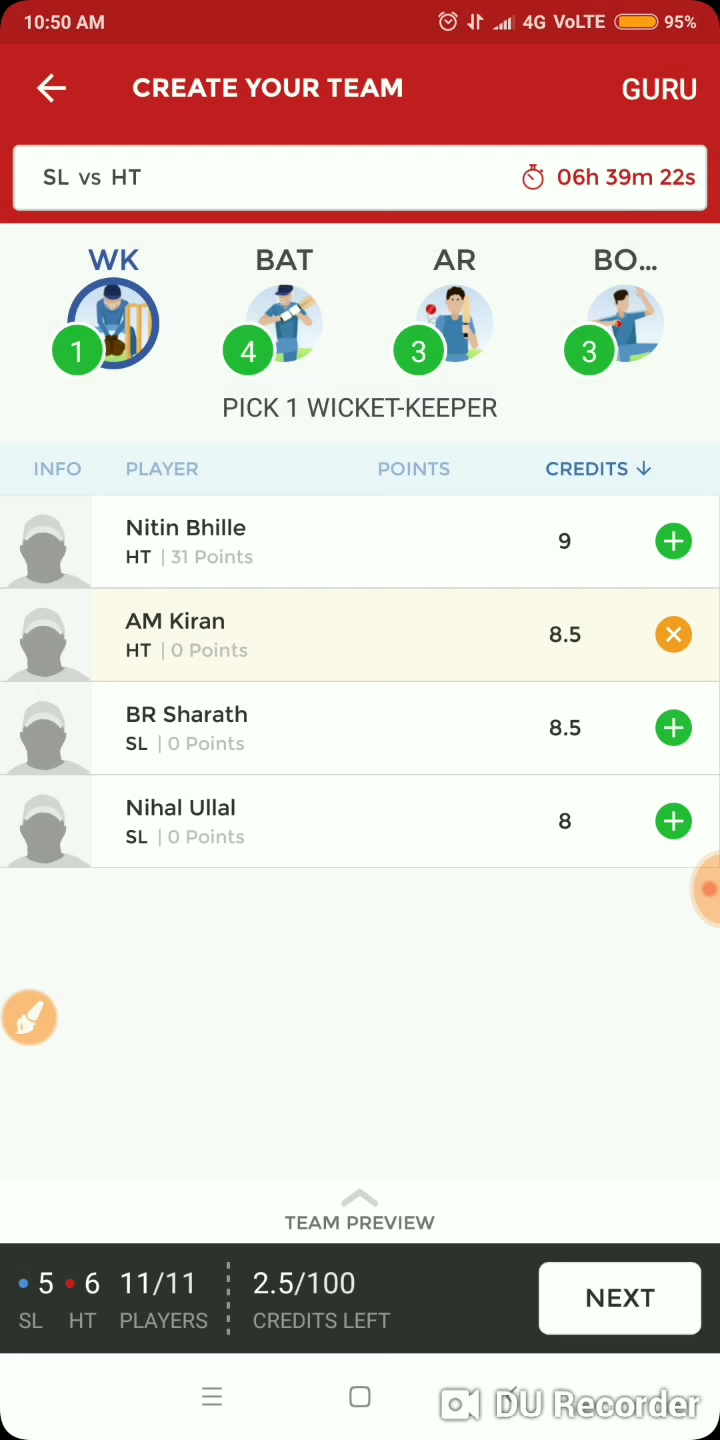 10:50 AM 4G VoLTE 95%
CREATE YOUR TEAM GURU
SL vs HT 06h 39m 22s
WK BAT AR BO...
1 4 3 3
PICK 1 WICKET-KEEPER
INFO PLAYER POINTS CREDITS ↓
Nitin Bhille
HT | 31 Points
9
AM Kiran
HT | 0 Points
8.5
BR Sharath
SL | 0 Points
8.5
Nihal Ullal
SL | 0 Points
8
TEAM PREVIEW
5 6 11/11 2.5/100
SL HT PLAYERS CREDITS LEFT
NEXT
DU Recorder